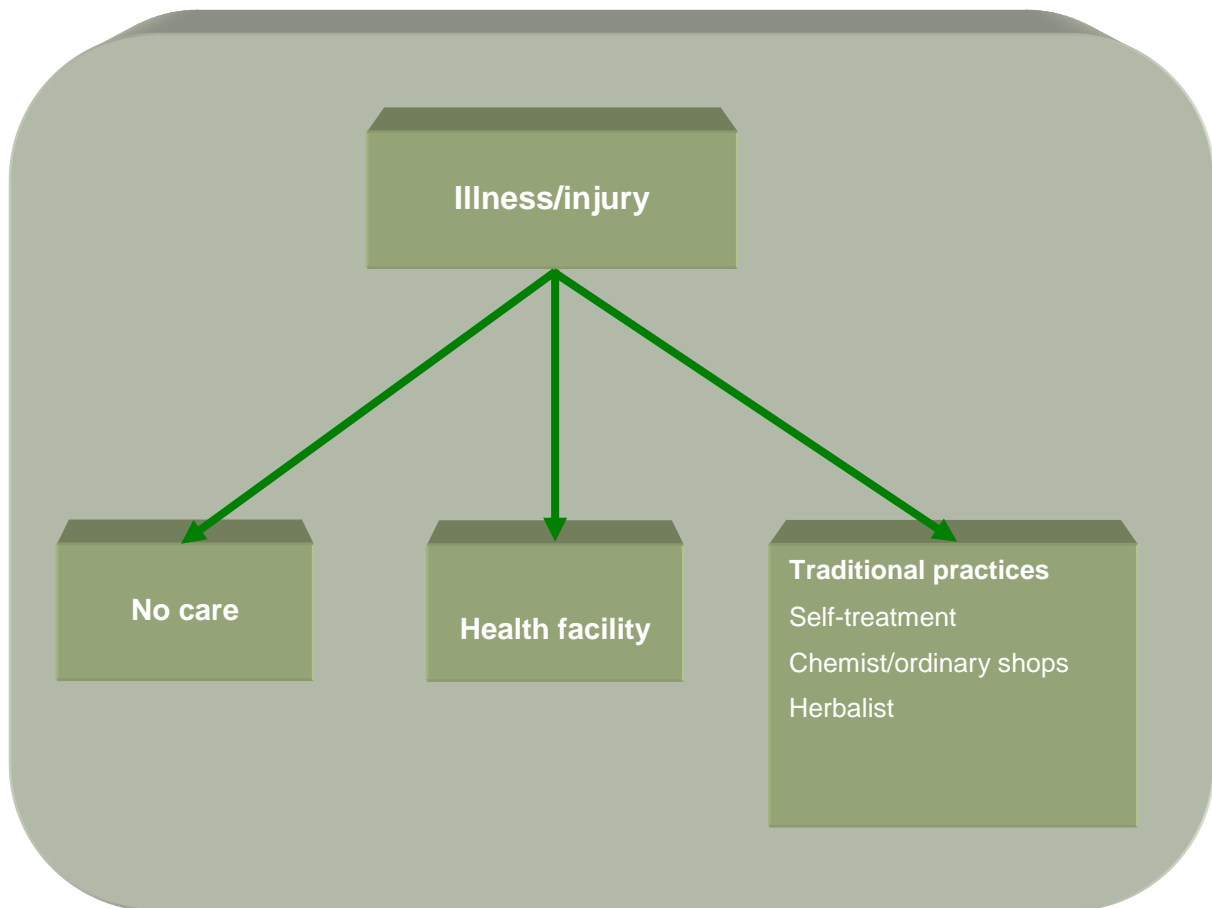 Illness/injury
No care
Health facility
Traditional practices
Self-treatment
Chemist/ordinary shops
Herbalist